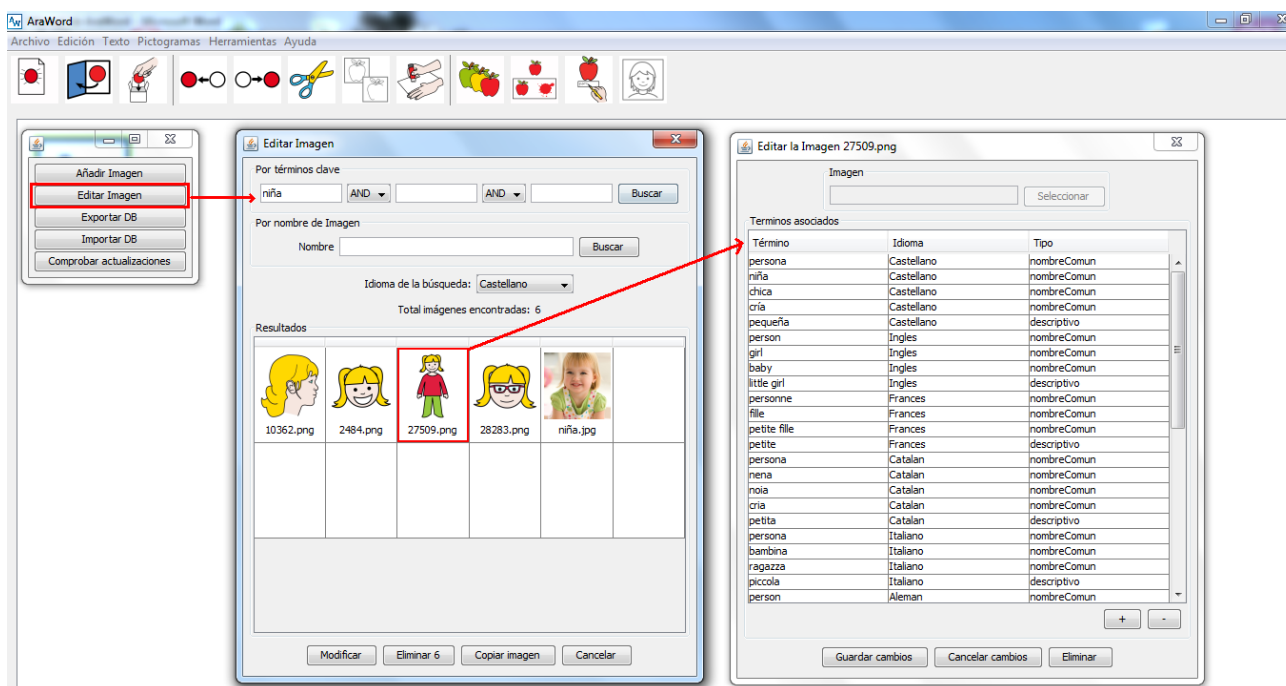 AraWord
Archivo Edición Texto Pictogramas Herramientas Ayuda
Añadir Imagen
Editar Imagen
Exportar DB
Importar DB
Comprobar actualizaciones
Editar Imagen
Por términos clave
niña AND AND Buscar
Por nombre de Imagen
Nombre Buscar
Idioma de la búsqueda: Castellano
Total imágenes encontradas: 6
Resultados
10362.png 2484.png 27509.png 28283.png niña.jpg
Modificar Eliminar 6 Copiar imagen Cancelar
Editar la Imagen 27509.png
Imagen
Seleccionar
Terminos asociados
Término Idioma Tipo
persona Castellano nombreComun
niña Castellano nombreComun
chica Castellano nombreComun
cría Castellano nombreComun
pequeña Castellano descriptivo
person Ingles nombreComun
girl Ingles nombreComun
baby Ingles nombreComun
little girl Ingles descriptivo
personne Frances nombreComun
fille Frances nombreComun
petite fille Frances nombreComun
petite Frances descriptivo
persona Catalan nombreComun
nena Catalan nombreComun
noia Catalan nombreComun
cria Catalan nombreComun
petita Catalan descriptivo
persona Italiano nombreComun
bambina Italiano nombreComun
ragazza Italiano nombreComun
piccola Italiano descriptivo
person Aleman nombreComun
+ -
Guardar cambios Cancelar cambios Eliminar